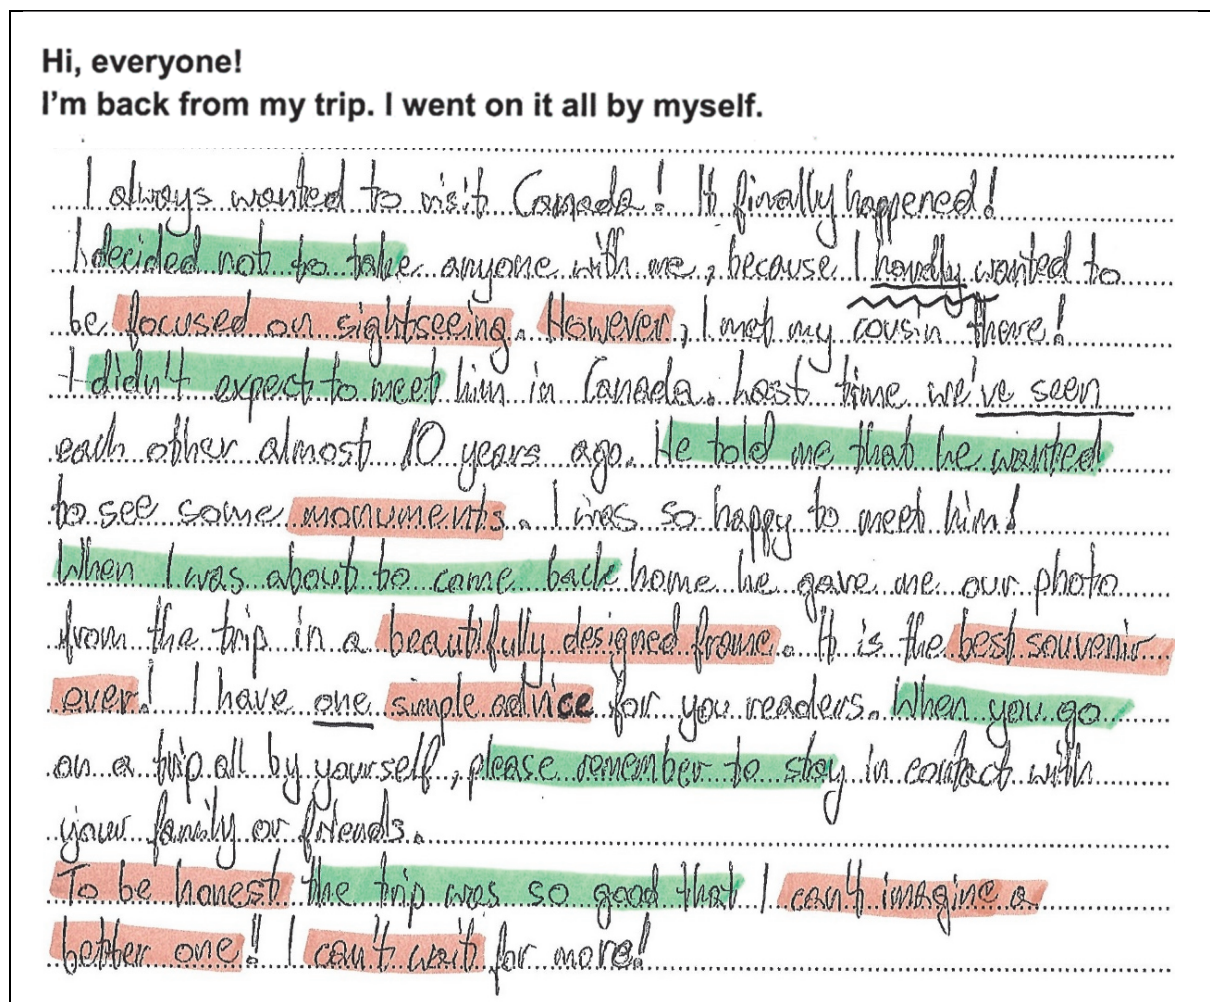 Hi, everyone!
I'm back from my trip. I went on it all by myself.
I always wanted to visit Canada! It finally happened!
I decided not to take anyone with me, because I hardly wanted to
be focused on sightseeing. However, I met my cousin there!
I didn't expect to meet him in Canada. Last time we've seen
each other almost 10 years ago. He told me that he wanted
to see some monuments. I was so happy to meet him!
When I was about to come back home he gave me our photo
from the trip in a beautifully designed frame. It is the best souvenir
ever! I have one simple advice for you readers. When you go
on a trip all by yourself, please remember to stay in contact with
your family or friends.
To be honest the trip was so good that I can't imagine a
better one! I can't wait for more!